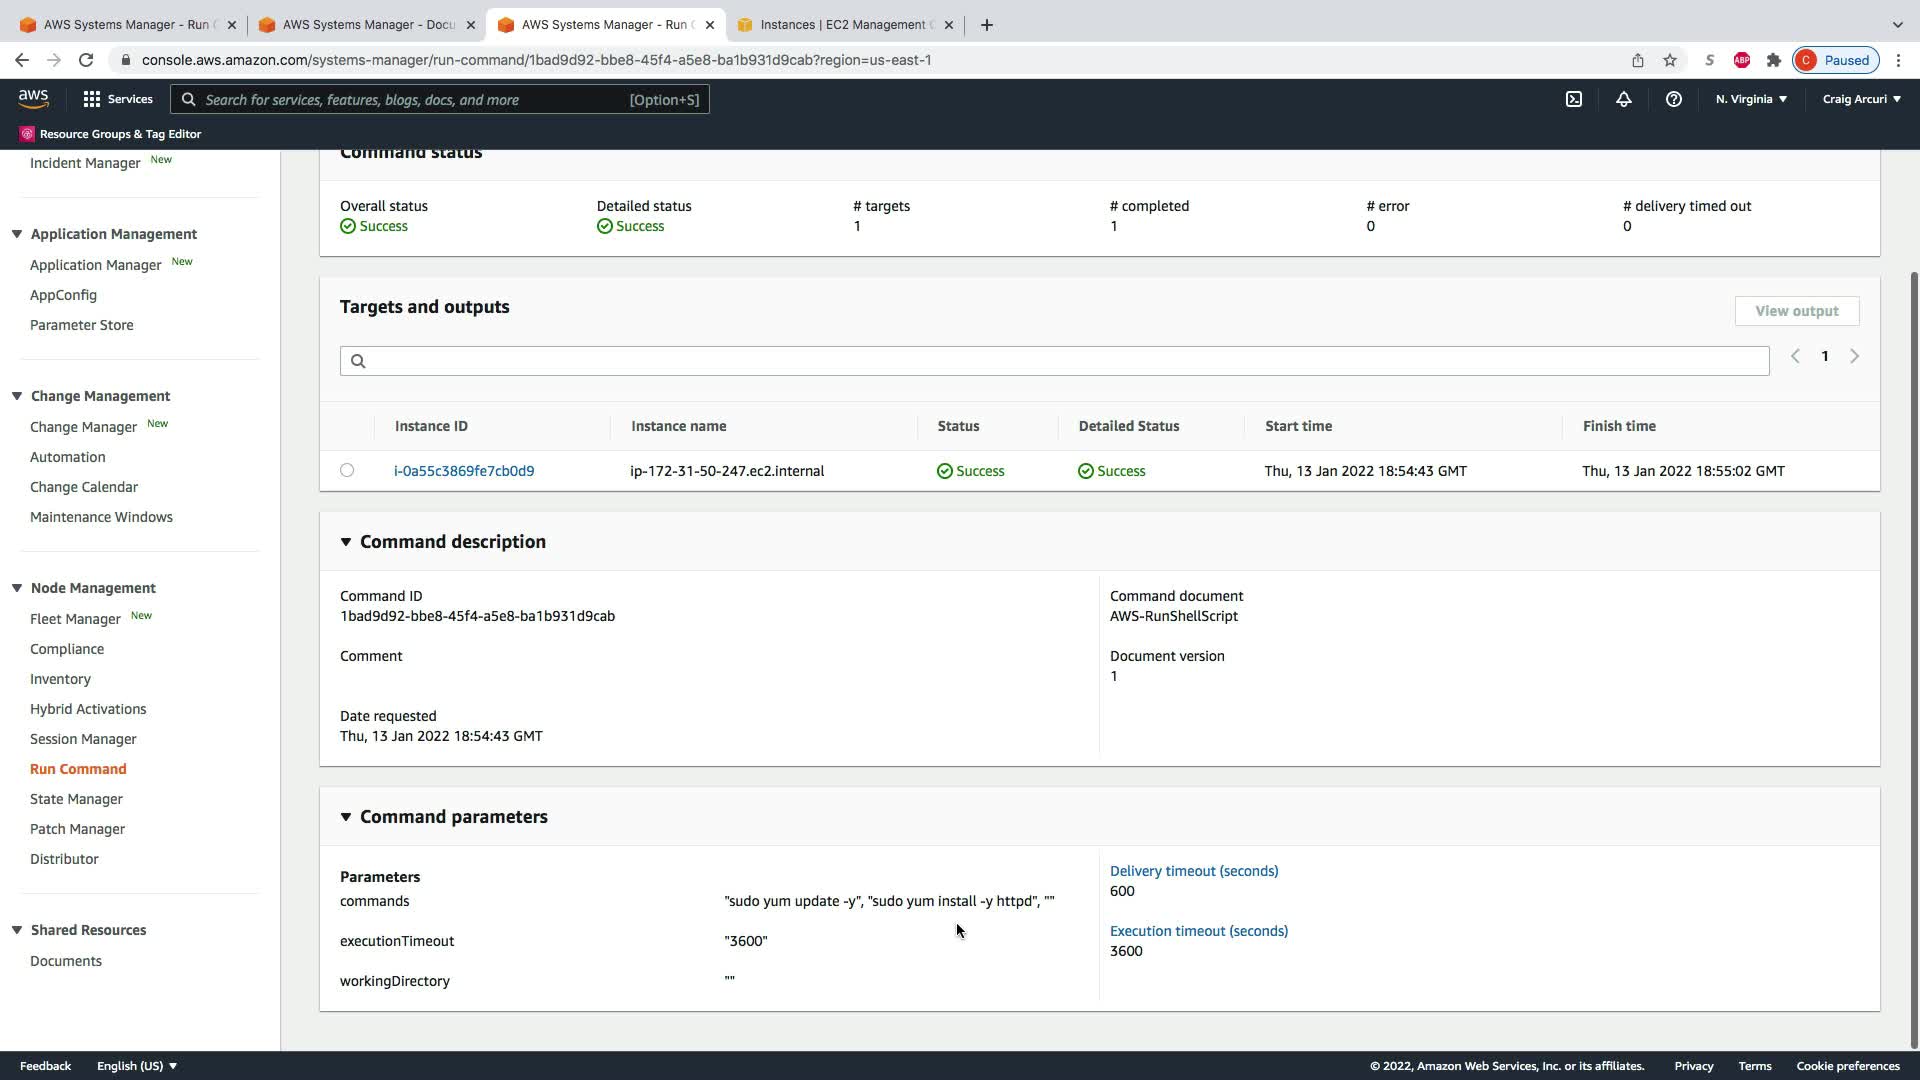 AWS Systems Manager - Run C
AWS Systems Manager - Docu
AWS Systems Manager - Run C
Instances | EC2 Management C
console.aws.amazon.com/systems-manager/run-command/1bad9d92-bbe8-45f4-a5e8-ba1b931d9cab?region=us-east-1
S
ABP
C
Paused
aws
Services
Search for services, features, blogs, docs, and more
[Option+S]
N. Virginia
Craig Arcuri
Resource Groups & Tag Editor
Incident Manager New
Application Management
Application Manager New
AppConfig
Parameter Store
Change Management
Change Manager New
Automation
Change Calendar
Maintenance Windows
Node Management
Fleet Manager New
Compliance
Inventory
Hybrid Activations
Session Manager
Run Command
State Manager
Patch Manager
Distributor
Shared Resources
Documents
Command status
Overall status
Success
Detailed status
Success
# targets
1
# completed
1
# error
0
# delivery timed out
0
Targets and outputs
View output
1
Instance ID Instance name Status Detailed Status Start time Finish time
i-0a55c3869fe7cb0d9 ip-172-31-50-247.ec2.internal Success Success Thu, 13 Jan 2022 18:54:43 GMT Thu, 13 Jan 2022 18:55:02 GMT
Command description
Command ID
1bad9d92-bbe8-45f4-a5e8-ba1b931d9cab
Comment
Date requested
Thu, 13 Jan 2022 18:54:43 GMT
Command document
AWS-RunShellScript
Document version
1
Command parameters
Parameters
commands "sudo yum update -y", "sudo yum install -y httpd", ""
executionTimeout "3600"
workingDirectory ""
Delivery timeout (seconds)
600
Execution timeout (seconds)
3600
Feedback
English (US)
© 2022, Amazon Web Services, Inc. or its affiliates.
Privacy
Terms
Cookie preferences